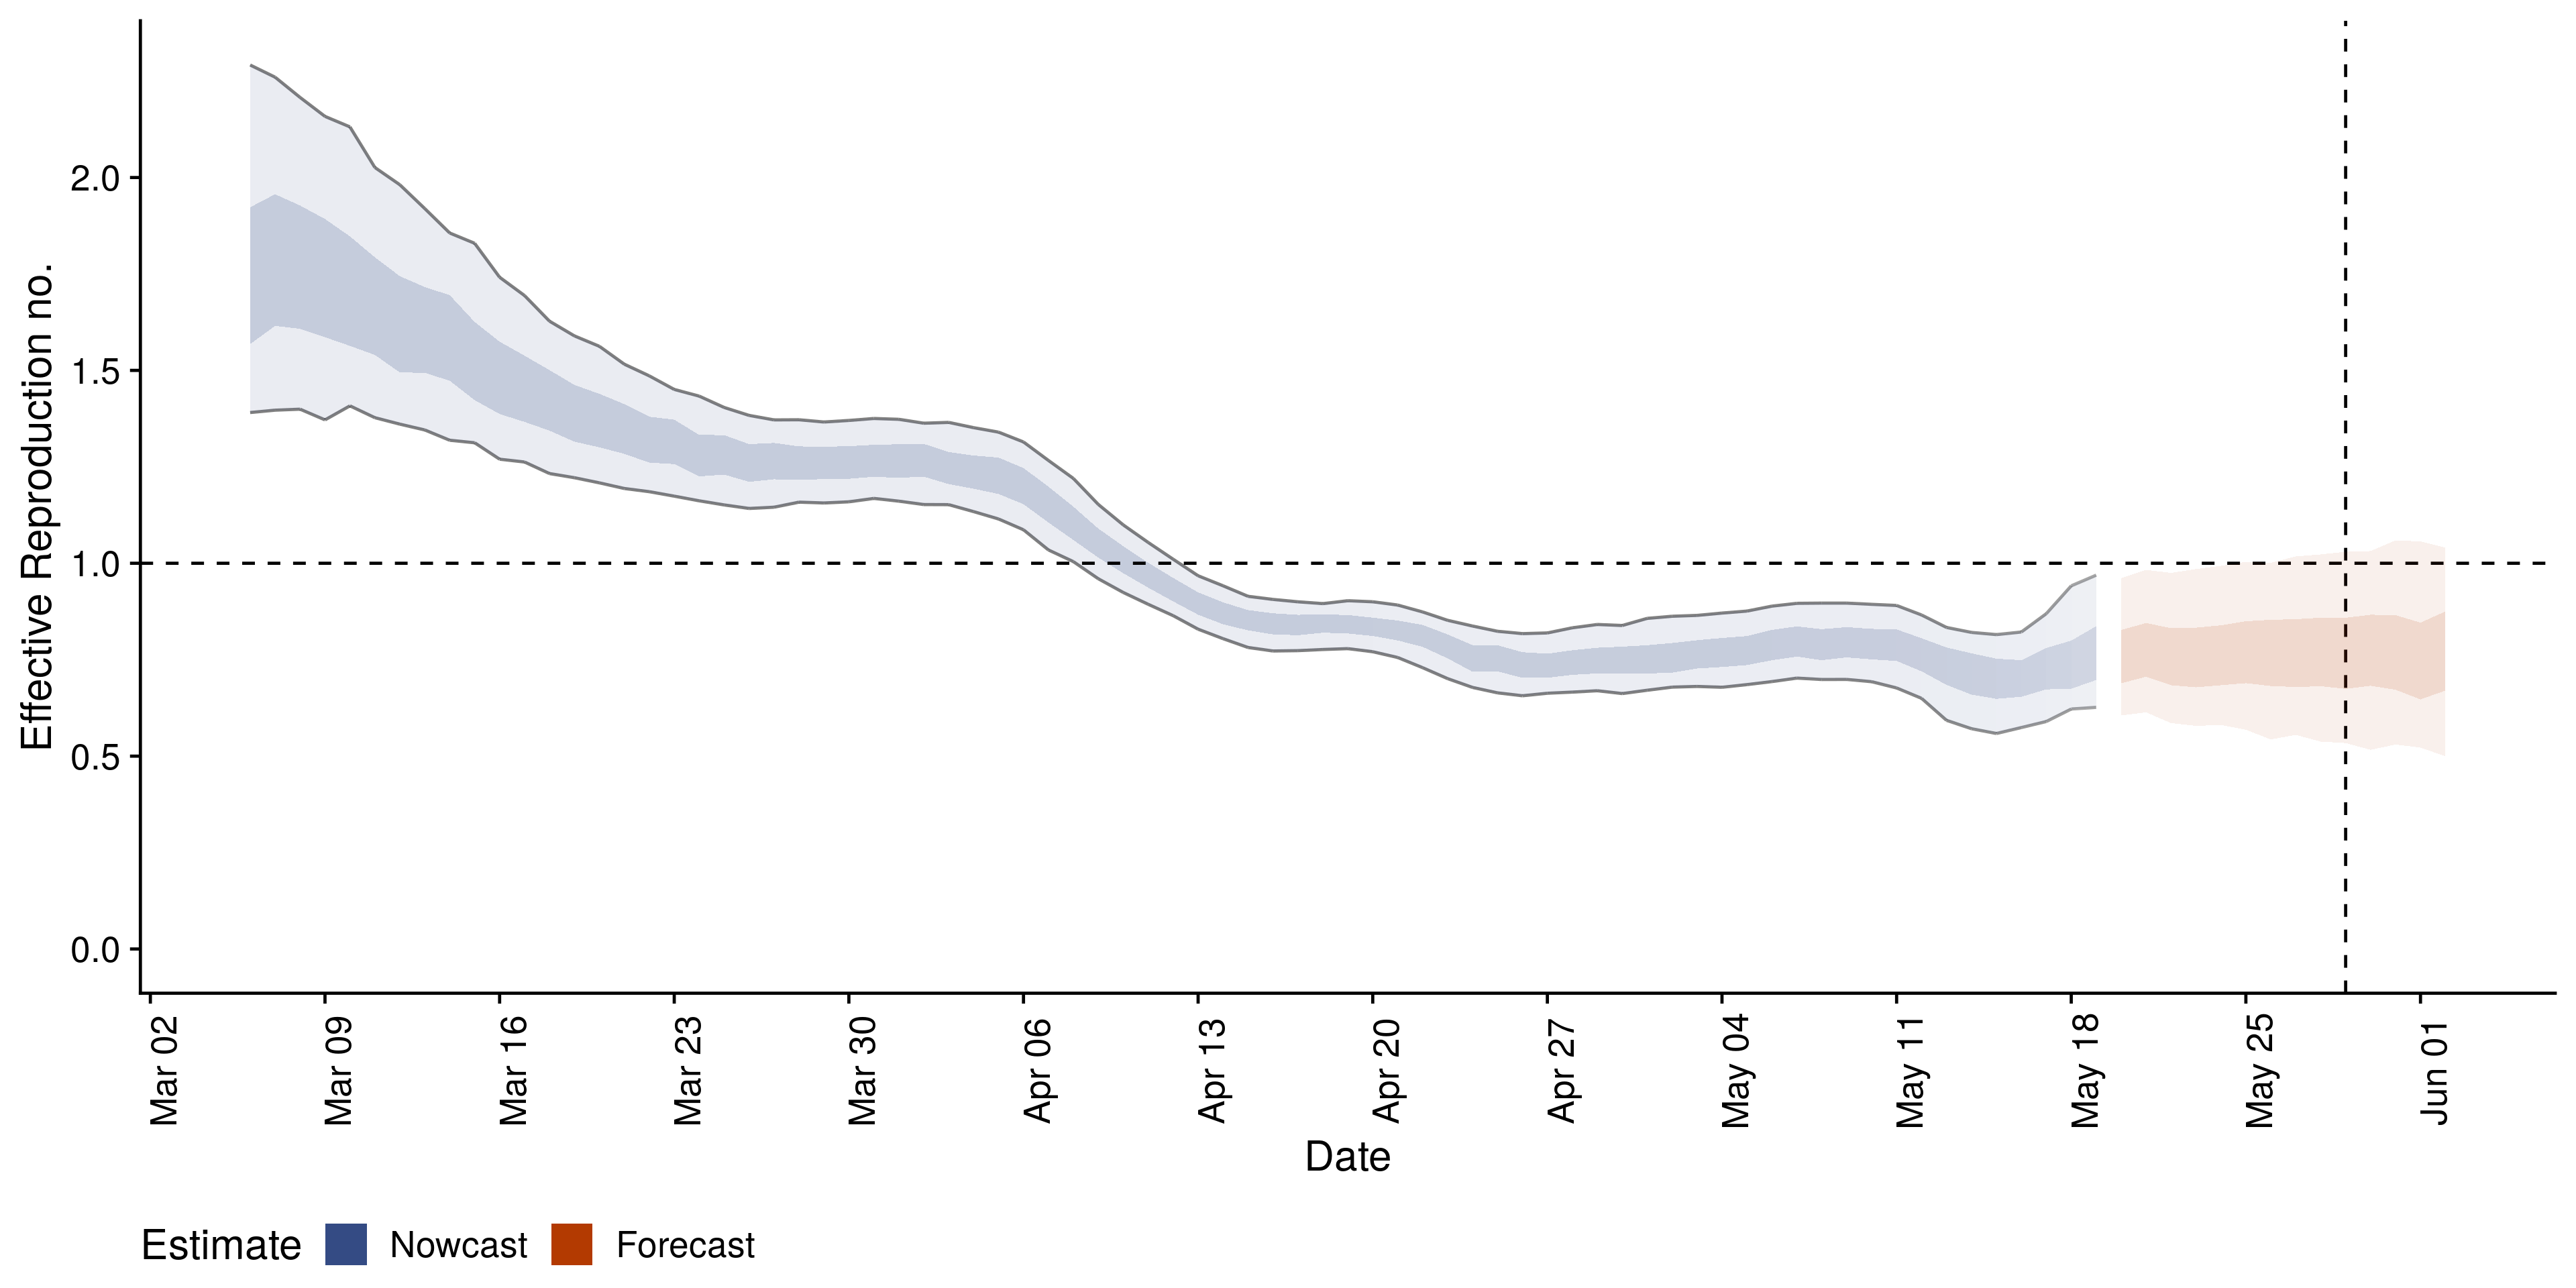 Effective Reproduction no.
2.0
1.5
1.0
0.5
0.0
Mar 02
Mar 09
Mar 16
Mar 23
Mar 30
Apr 06
Apr 13
Apr 20
Apr 27
May 04
May 11
May 18
May 25
Jun 01
Date
Estimate Nowcast Forecast